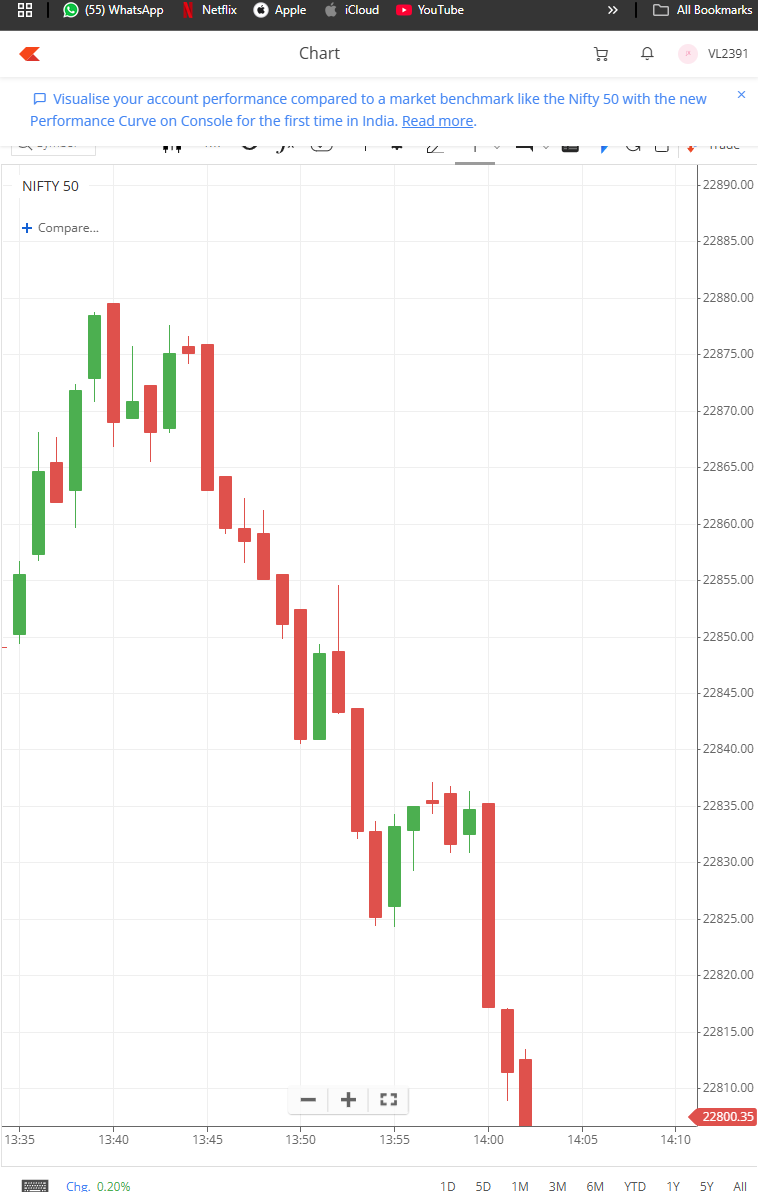 (55) WhatsApp
Netflix
Apple
iCloud
YouTube
»
All Bookmarks
Chart
VL2391
Visualise your account performance compared to a market benchmark like the Nifty 50 with the new
Performance Curve on Console for the first time in India. Read more.
NIFTY 50
+ Compare...
22890.00
22885.00
22880.00
22875.00
22870.00
22865.00
22860.00
22855.00
22850.00
22845.00
22840.00
22835.00
22830.00
22825.00
22820.00
22815.00
22810.00
22800.35
13:35 13:40 13:45 13:50 13:55 14:00 14:05 14:10
Chg. 0.20% 1D 5D 1M 3M 6M YTD 1Y 5Y All